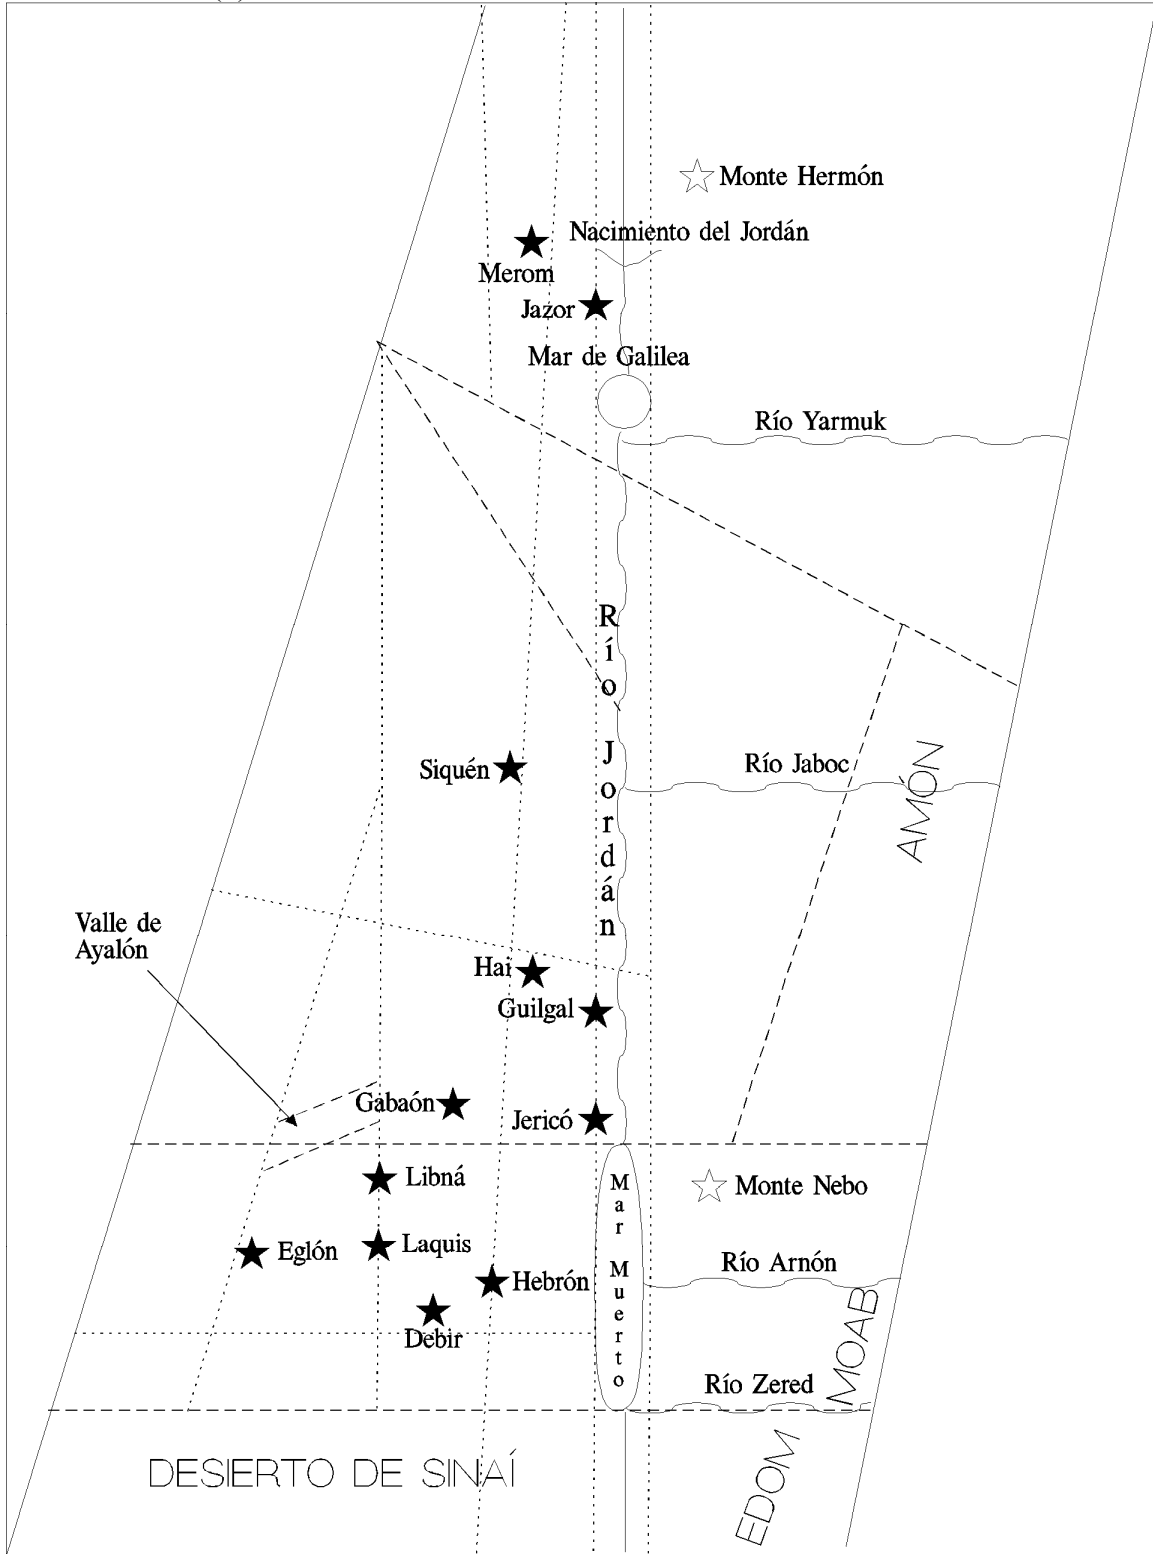 Monte Hermón
Nacimiento del Jordán
Merom
Jazor
Mar de Galilea
Río Yarmuk
Río Jordán
Siquén
Río Jaboc
AMÓN
Valle de
Ayalón
Hai
Guilgal
Gabaón
Jericó
Libná
Mar Muerto
Monte Nebo
Eglón
Laquis
Río Arnón
Hebrón
Debir
MOAB
Río Zered
DESIERTO DE SINAÍ
EDOM